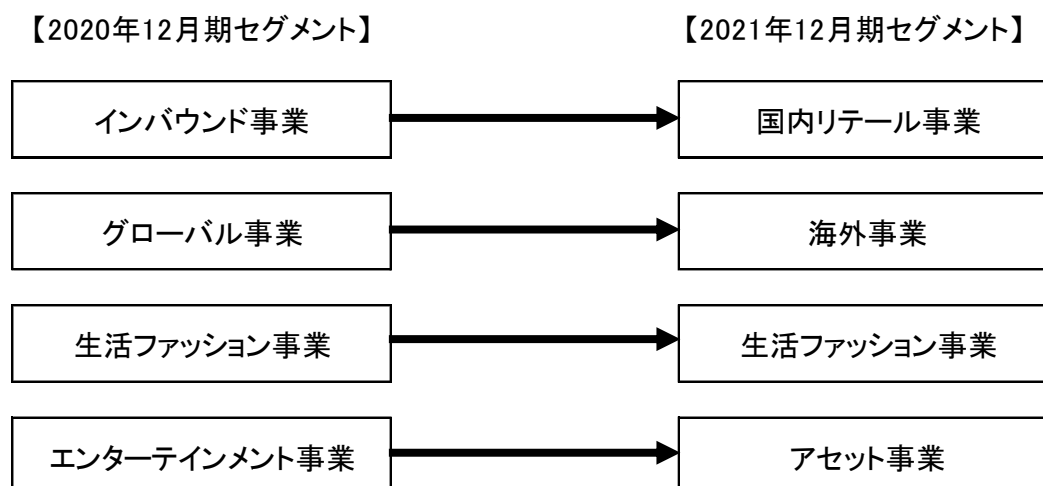 【2020年12月期セグメント】
【2021年12月期セグメント】
インバウンド事業
国内リテール事業
グローバル事業
海外事業
生活ファッション事業
生活ファッション事業
エンターテインメント事業
アセット事業